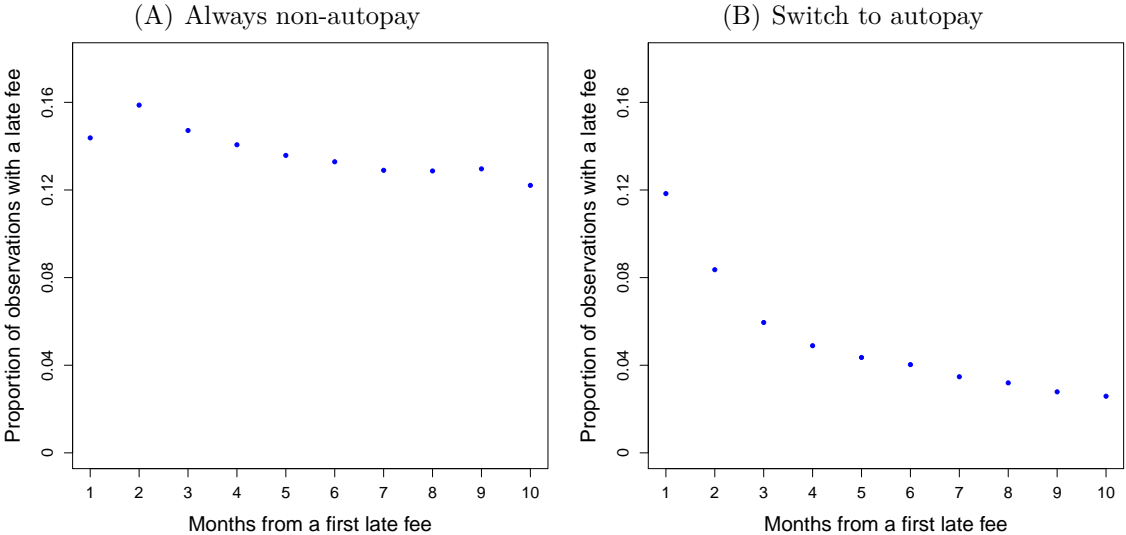 (A) Always non-autopay
Proportion of observations with a late fee
0.16
0.12
0.08
0.04
0
1 2 3 4 5 6 7 8 9 10
Months from a first late fee
(B) Switch to autopay
Proportion of observations with a late fee
0.16
0.12
0.08
0.04
0
1 2 3 4 5 6 7 8 9 10
Months from a first late fee